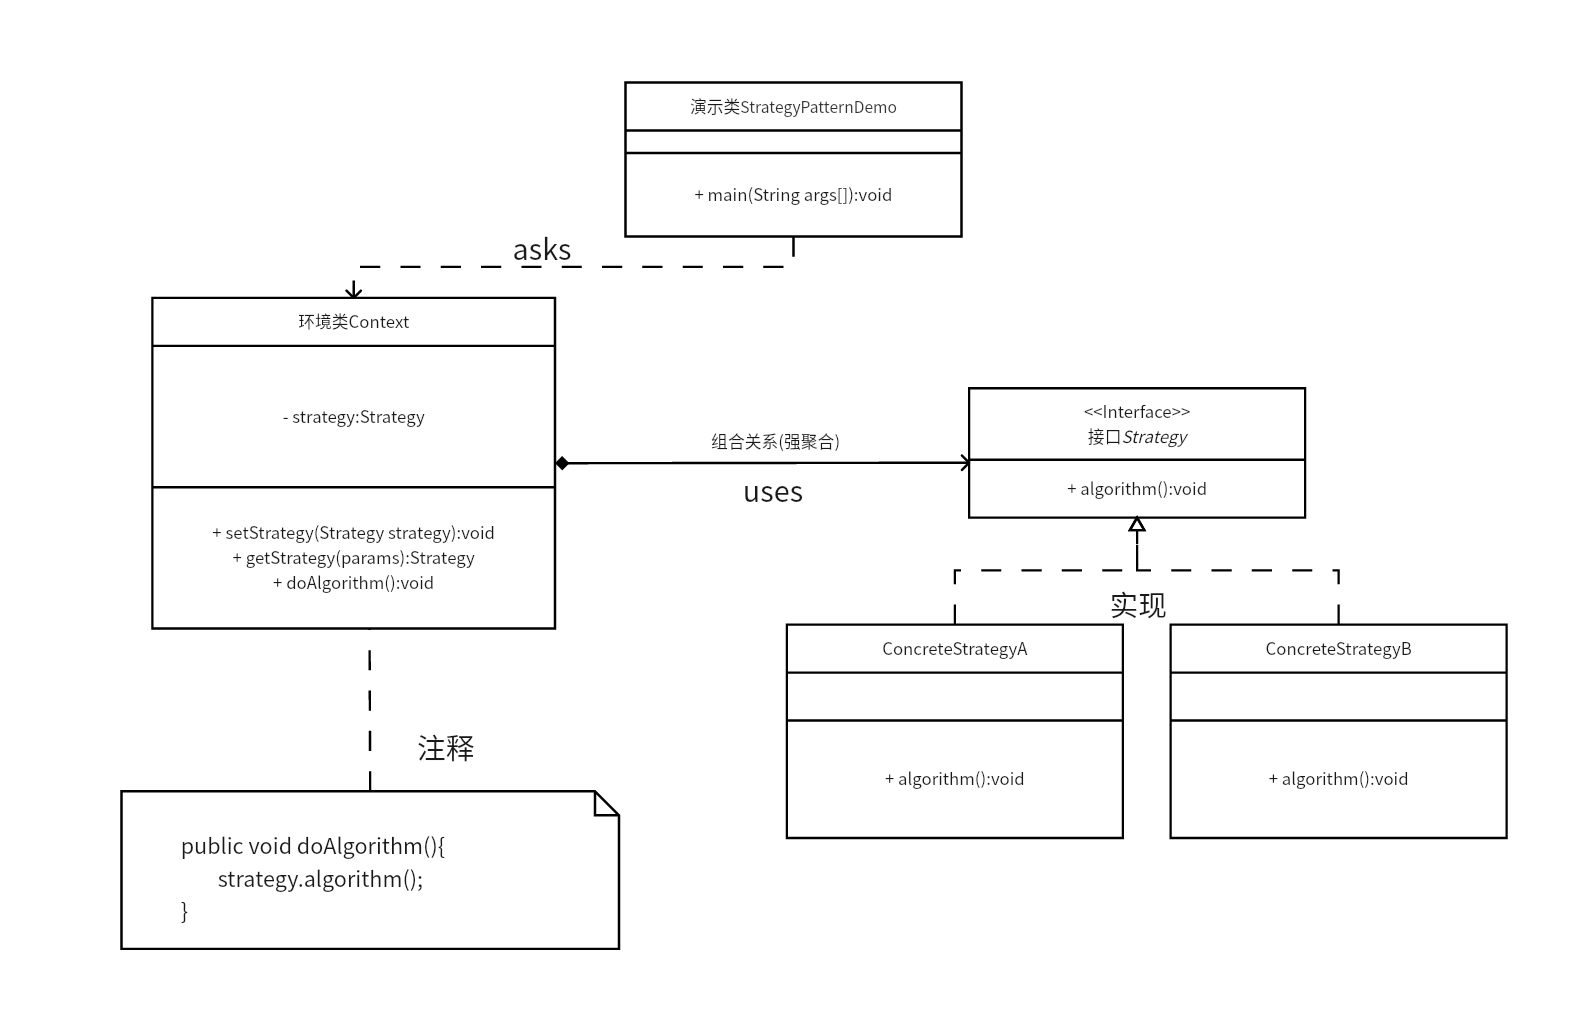 演示类StrategyPatternDemo
+ main(String args[]):void
asks
环境类Context
- strategy:Strategy
+ setStrategy(Strategy strategy):void
+ getStrategy(params):Strategy
+ doAlgorithm():void
组合关系(强聚合)
uses
<<Interface>>
接口Strategy
+ algorithm():void
实现
ConcreteStrategyA
+ algorithm():void
ConcreteStrategyB
+ algorithm():void
注释
public void doAlgorithm(){
strategy.algorithm();
}